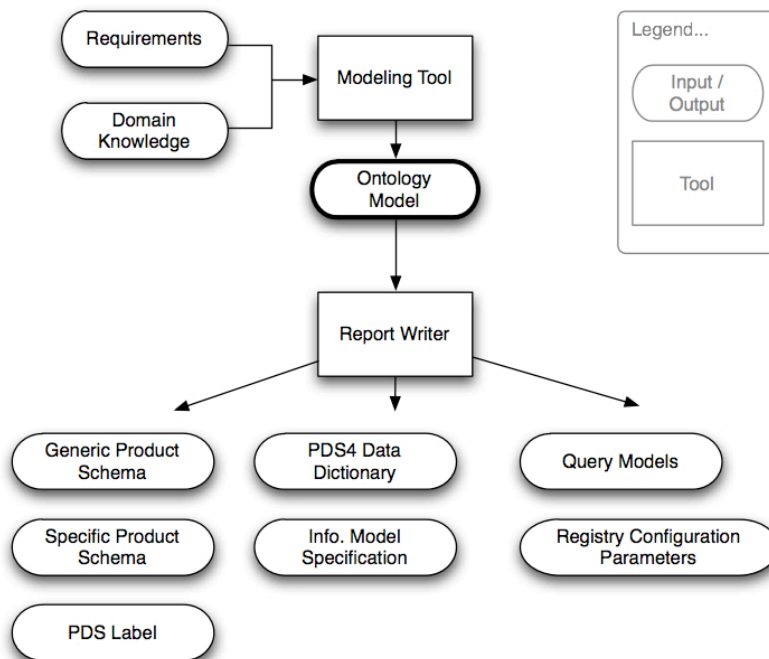 Requirements
Domain
Knowledge
Modeling Tool
Ontology
Model
Report Writer
Generic Product
Schema
PDS4 Data
Dictionary
Query Models
Specific Product
Schema
Info. Model
Specification
Registry Configuration
Parameters
PDS Label
Legend...
Input /
Output
Tool